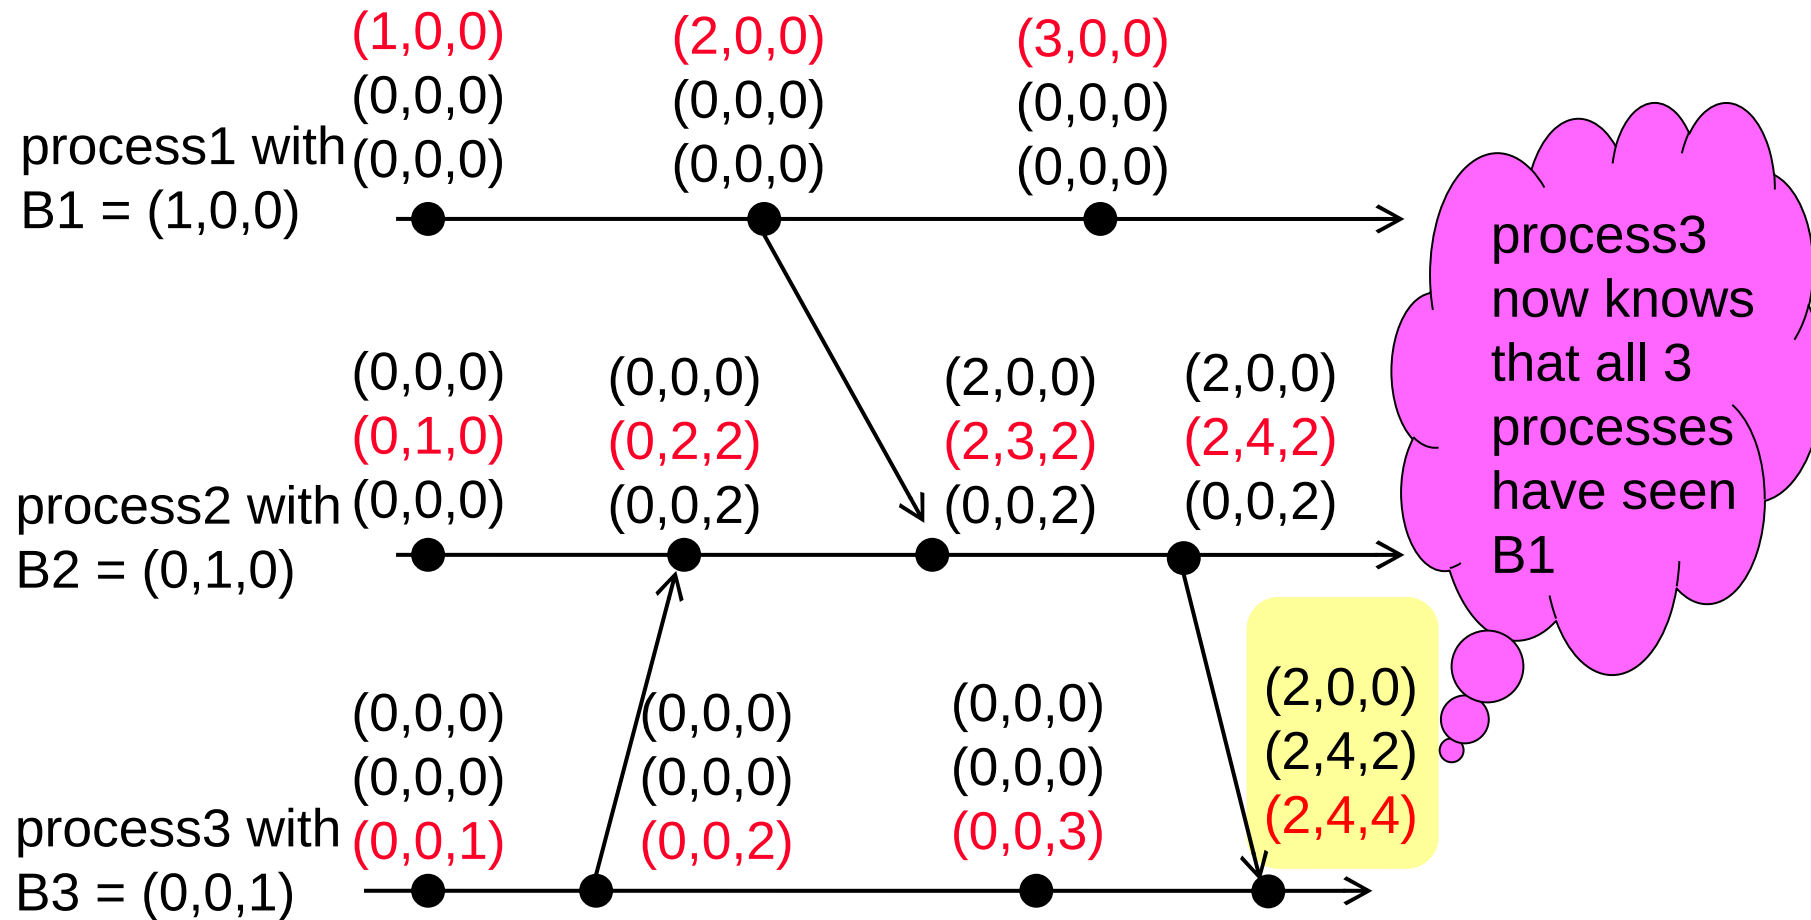 (1,0,0)
(0,0,0)
(0,0,0)
(2,0,0)
(0,0,0)
(0,0,0)
(3,0,0)
(0,0,0)
(0,0,0)
process1 with
B1 = (1,0,0)
(0,0,0)
(0,1,0)
(0,0,0)
(0,0,0)
(0,2,2)
(0,0,2)
(2,0,0)
(2,3,2)
(0,0,2)
(2,0,0)
(2,4,2)
(0,0,2)
process2 with
B2 = (0,1,0)
(0,0,0)
(0,0,0)
(0,0,1)
(0,0,0)
(0,0,0)
(0,0,2)
(0,0,0)
(0,0,0)
(0,0,3)
(2,0,0)
(2,4,2)
(2,4,4)
process3 with
B3 = (0,0,1)
process3
now knows
that all 3
processes
have seen
B1